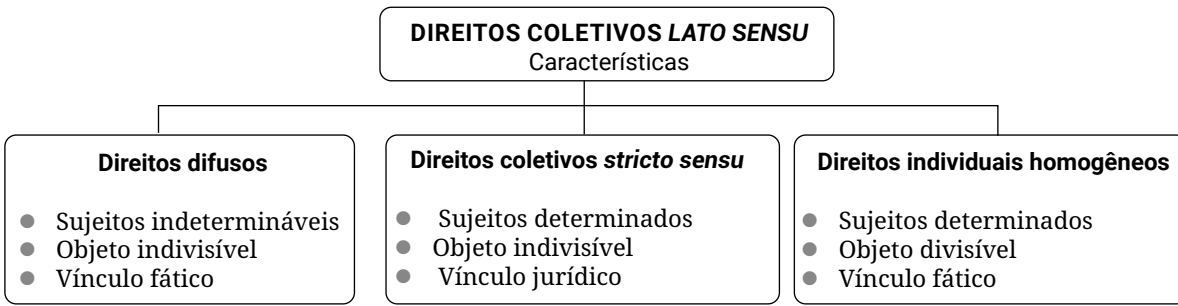 DIREITOS COLETIVOS LATO SENSU
Características
Direitos difusos
● Sujeitos indetermináveis
● Objeto indivisível
● Vínculo fático
Direitos coletivos stricto sensu
● Sujeitos determinados
● Objeto indivisível
● Vínculo jurídico
Direitos individuais homogêneos
● Sujeitos determinados
● Objeto divisível
● Vínculo fático